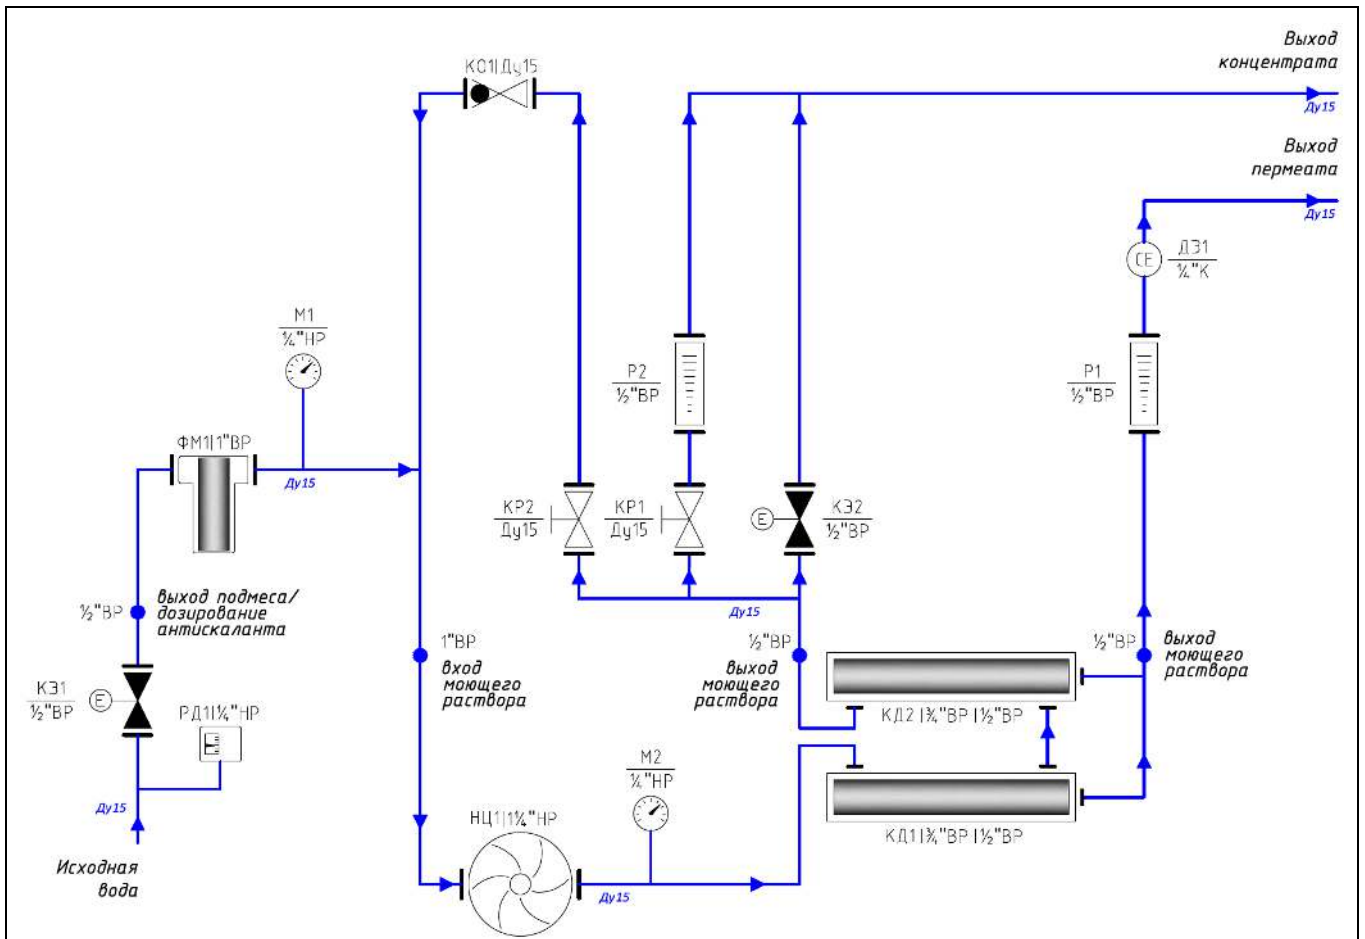 Выход
концентрата
Ду15
КО1|Ду15
Выход
пермеата
Ду15
СЕ
ДЭ1
¼"К
М1
¼"НР
Р2
½"ВР
Р1
½"ВР
ФМ1|1"ВР
Ду15
КР2
Ду15
КР1
Ду15
Е
КЭ2
½"ВР
½"ВР
выход подмеса/
дозирование
антискаланта
Ду15
1"ВР
вход
моющего
раствора
½"ВР
выход
моющего
раствора
½"ВР
выход
моющего
раствора
КЭ1
½"ВР
Е
РД1|¼"НР
КД2|¾"ВР|½"ВР
М2
¼"НР
Ду15
НЦ1|1¼"НР
КД1|¾"ВР|½"ВР
Исходная
вода
Ду15